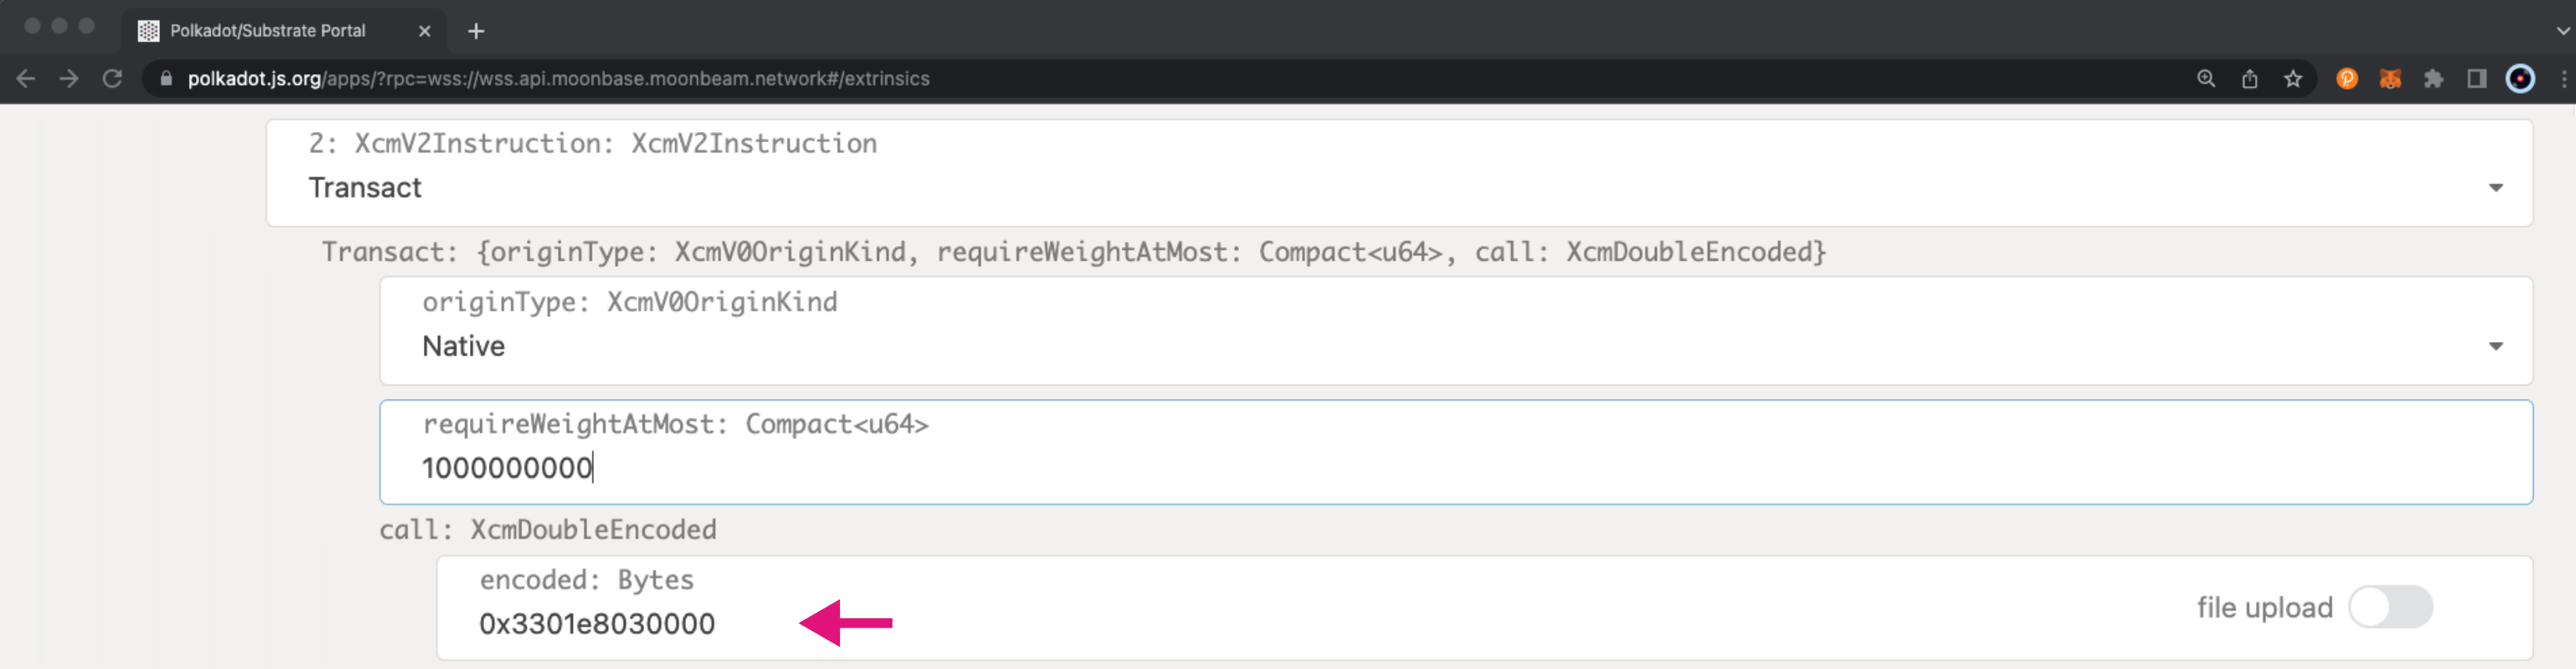 Polkadot/Substrate Portal
polkadot.js.org/apps/?rpc=wss://wss.api.moonbase.moonbeam.network#/extrinsics
2: XcmV2Instruction: XcmV2Instruction
Transact
Transact: {originType: XcmV0OriginKind, requireWeightAtMost: Compact<u64>, call: XcmDoubleEncoded}
originType: XcmV0OriginKind
Native
requireWeightAtMost: Compact<u64>
1000000000
call: XcmDoubleEncoded
encoded: Bytes
0x3301e8030000
file upload